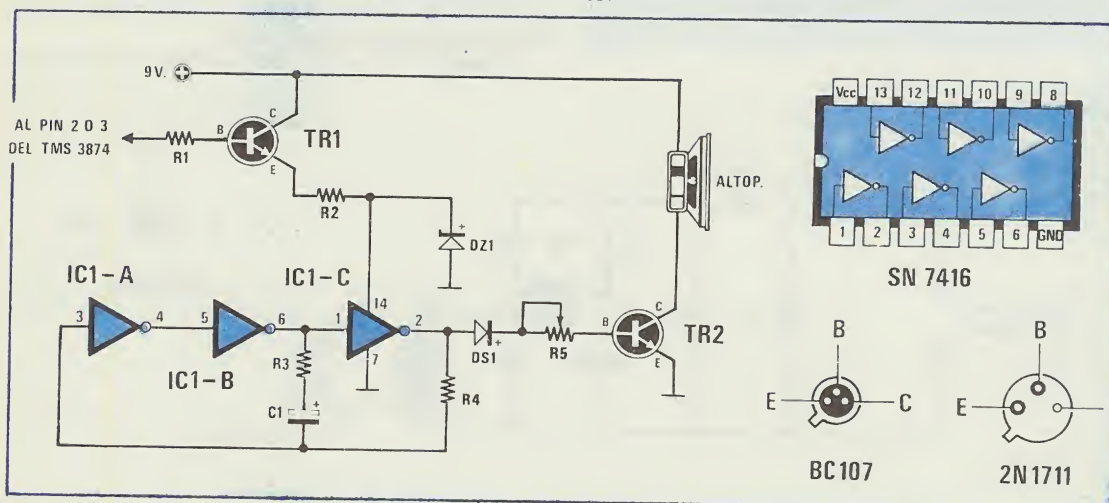 9V.
AL PIN 2 O 3
DEL TMS 3874
R1
B
C
E
TR1
R2
DZ1
+
ALTOP.
Vcc 13 12 11 10 9 8
1 2 3 4 5 6 GND
SN 7416
IC1-A
3
4
IC1-B
5
6
IC1-C
1
14
7
2
R3
C1
+
R4
DS1
+
R5
B
C
E
TR2
B
E
C
BC107
B
E
2N1711